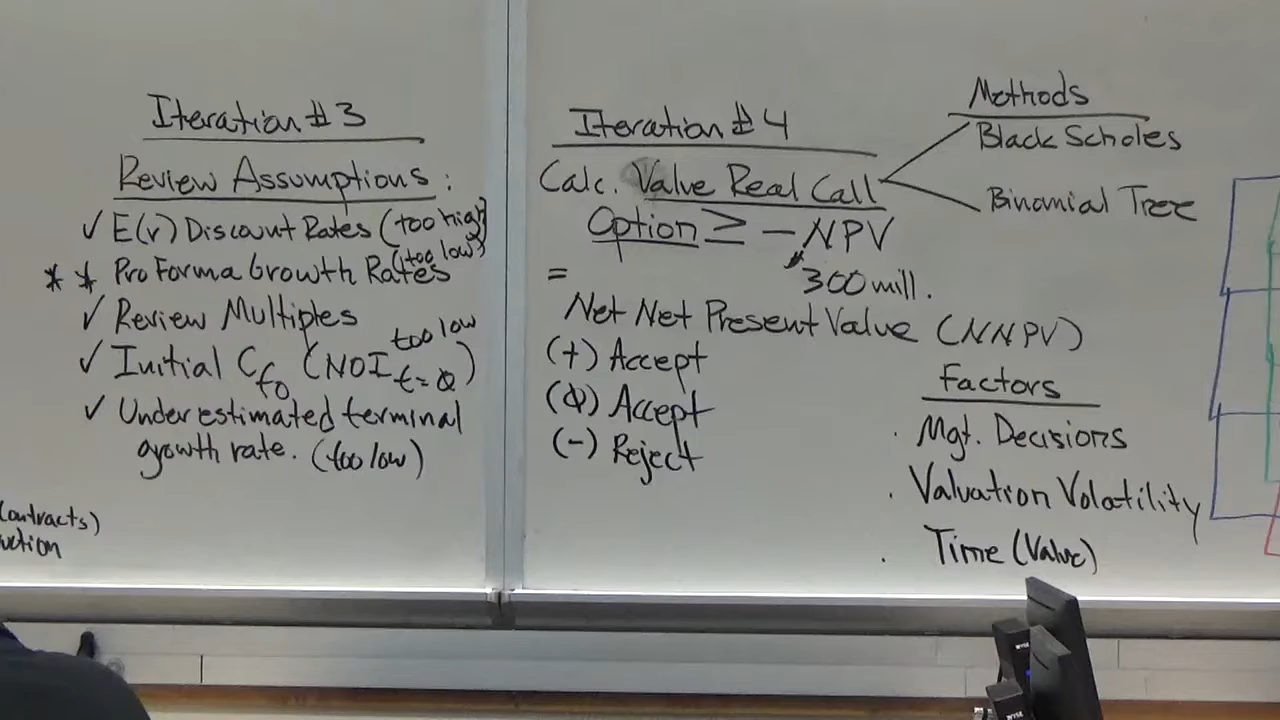 Iteration #3
Review Assumptions:
✓ E(r) Discount Rates (too high)
* * Pro Forma Growth Rates (too low)
✓ Review Multiples
✓ Initial Cf0 (NOI t=0) too low
✓ Underestimated terminal
growth rate. (too low)
contracts)
uction
Iteration #4
Calc. Value Real Call
Option ≥ -NPV
$300 mill.
=
Net Net Present Value (NNPV)
(+) Accept
(0) Accept
(-) Reject
Methods
Black Scholes
Binomial Tree
Factors
· Mgt. Decisions
· Valuation Volatility
· Time (Value)